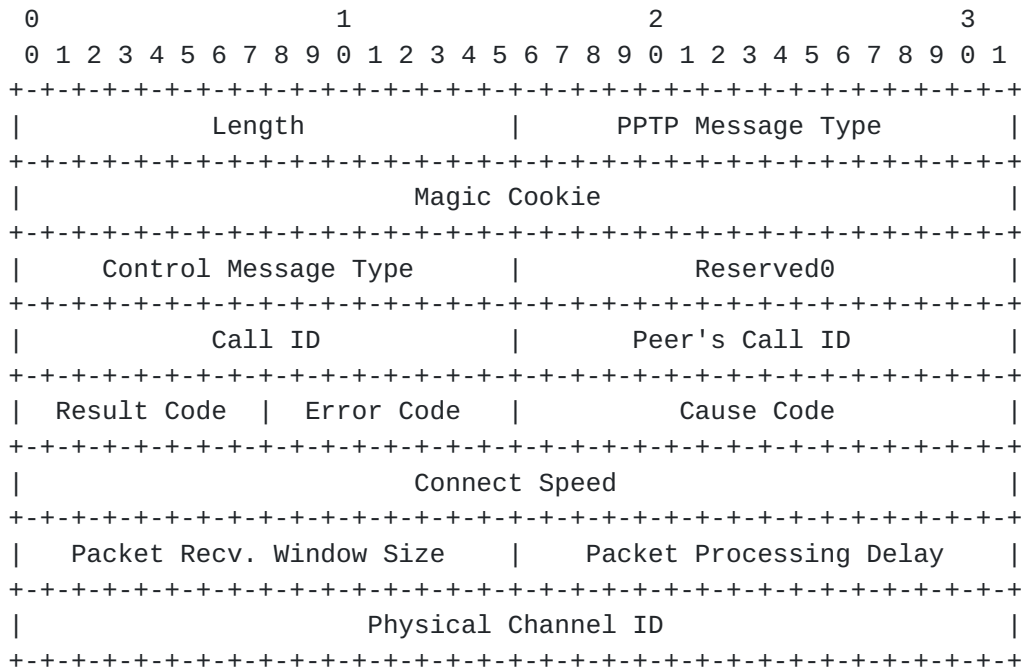 0                   1                   2                   3
 0 1 2 3 4 5 6 7 8 9 0 1 2 3 4 5 6 7 8 9 0 1 2 3 4 5 6 7 8 9 0 1
+-+-+-+-+-+-+-+-+-+-+-+-+-+-+-+-+-+-+-+-+-+-+-+-+-+-+-+-+-+-+-+-+
|            Length             |      PPTP Message Type        |
+-+-+-+-+-+-+-+-+-+-+-+-+-+-+-+-+-+-+-+-+-+-+-+-+-+-+-+-+-+-+-+-+
|                         Magic Cookie                          |
+-+-+-+-+-+-+-+-+-+-+-+-+-+-+-+-+-+-+-+-+-+-+-+-+-+-+-+-+-+-+-+-+
|     Control Message Type      |           Reserved0           |
+-+-+-+-+-+-+-+-+-+-+-+-+-+-+-+-+-+-+-+-+-+-+-+-+-+-+-+-+-+-+-+-+
|            Call ID            |       Peer's Call ID          |
+-+-+-+-+-+-+-+-+-+-+-+-+-+-+-+-+-+-+-+-+-+-+-+-+-+-+-+-+-+-+-+-+
|  Result Code  |  Error Code   |          Cause Code           |
+-+-+-+-+-+-+-+-+-+-+-+-+-+-+-+-+-+-+-+-+-+-+-+-+-+-+-+-+-+-+-+-+
|                         Connect Speed                         |
+-+-+-+-+-+-+-+-+-+-+-+-+-+-+-+-+-+-+-+-+-+-+-+-+-+-+-+-+-+-+-+-+
|   Packet Recv. Window Size    |    Packet Processing Delay    |
+-+-+-+-+-+-+-+-+-+-+-+-+-+-+-+-+-+-+-+-+-+-+-+-+-+-+-+-+-+-+-+-+
|                      Physical Channel ID                      |
+-+-+-+-+-+-+-+-+-+-+-+-+-+-+-+-+-+-+-+-+-+-+-+-+-+-+-+-+-+-+-+-+